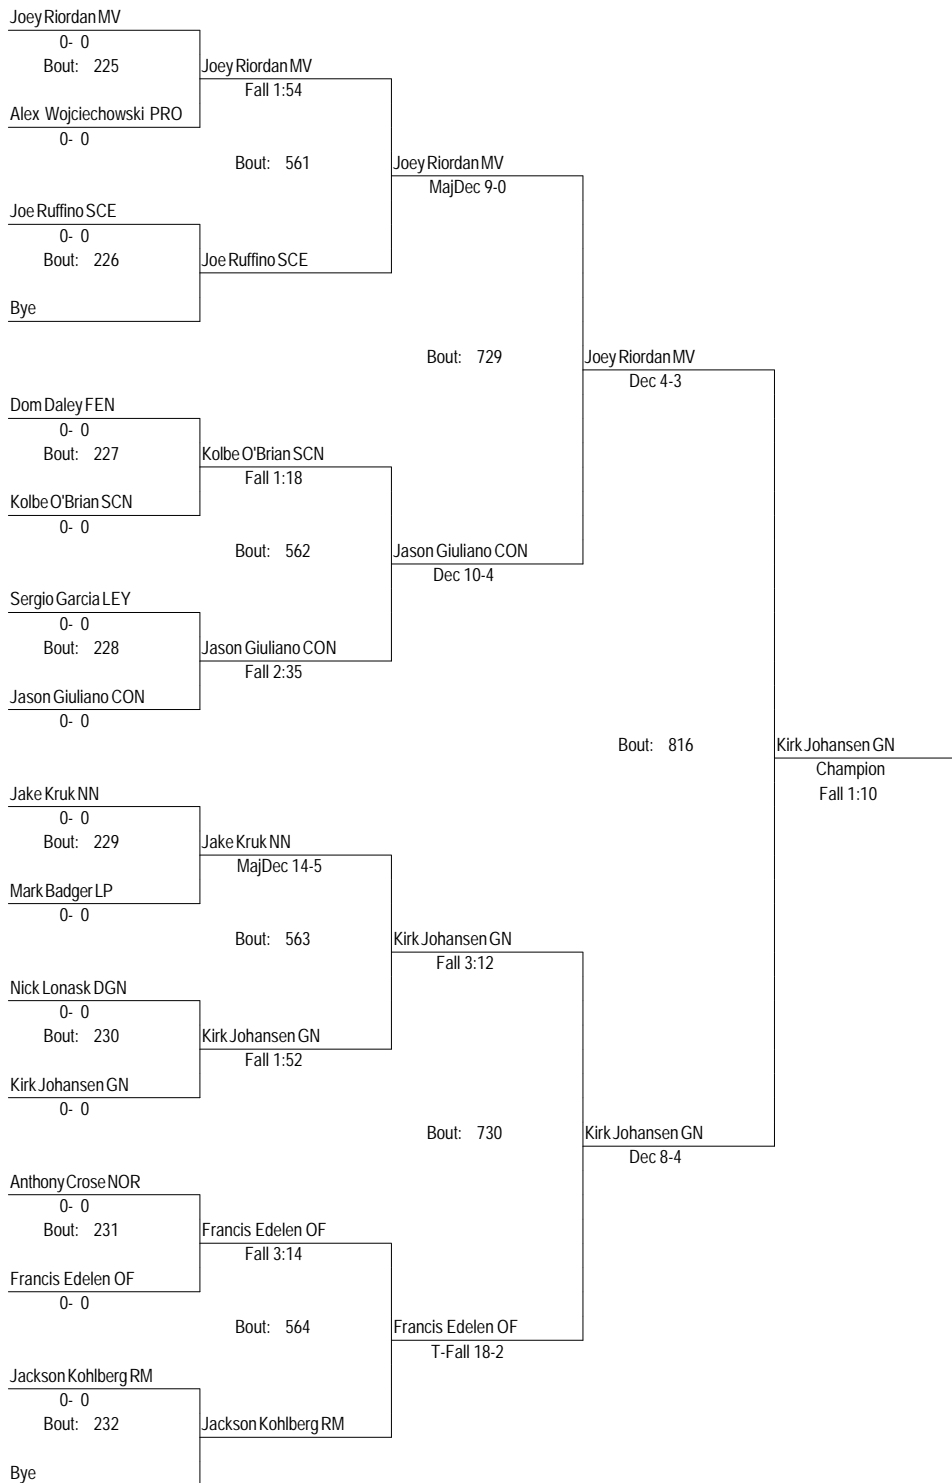 Joey Riordan MV
0- 0
Bout: 225
Joey Riordan MV
Fall 1:54
Alex Wojciechowski PRO
0- 0
Bout: 561
Joey Riordan MV
MajDec 9-0
Joe Ruffino SCE
0- 0
Bout: 226
Joe Ruffino SCE
Bye
Bout: 729
Joey Riordan MV
Dec 4-3
Dom Daley FEN
0- 0
Bout: 227
Kolbe O'Brian SCN
Fall 1:18
Kolbe O'Brian SCN
0- 0
Bout: 562
Jason Giuliano CON
Dec 10-4
Sergio Garcia LEY
0- 0
Bout: 228
Jason Giuliano CON
Fall 2:35
Jason Giuliano CON
0- 0
Bout: 816
Kirk Johansen GN
Champion
Fall 1:10
Jake Kruk NN
0- 0
Bout: 229
Jake Kruk NN
MajDec 14-5
Mark Badger LP
0- 0
Bout: 563
Kirk Johansen GN
Fall 3:12
Nick Lonask DGN
0- 0
Bout: 230
Kirk Johansen GN
Fall 1:52
Kirk Johansen GN
0- 0
Bout: 730
Kirk Johansen GN
Dec 8-4
Anthony Crose NOR
0- 0
Bout: 231
Francis Edelen OF
Fall 3:14
Francis Edelen OF
0- 0
Bout: 564
Francis Edelen OF
T-Fall 18-2
Jackson Kohlberg RM
0- 0
Bout: 232
Jackson Kohlberg RM
Bye